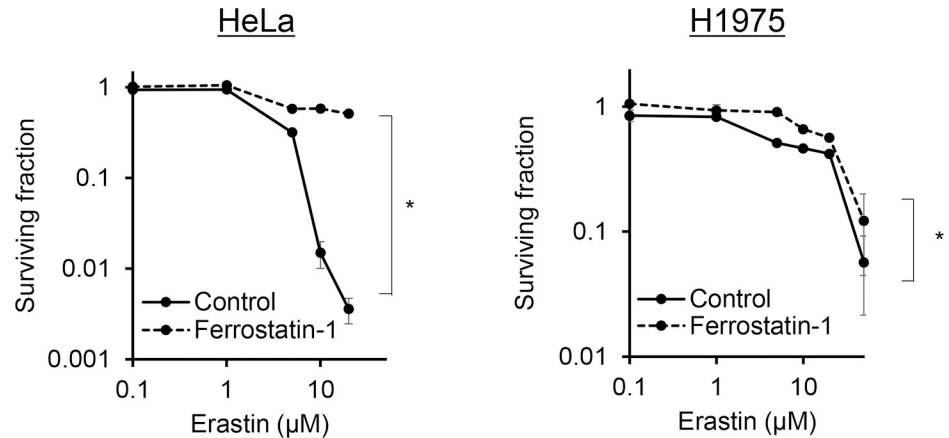 HeLa
Surviving fraction
1
0.1
0.01
0.001
0.1
1
10
Erastin (µM)
Control
Ferrostatin-1
*
H1975
Surviving fraction
1
0.1
0.01
0.1
1
10
Erastin (µM)
Control
Ferrostatin-1
*